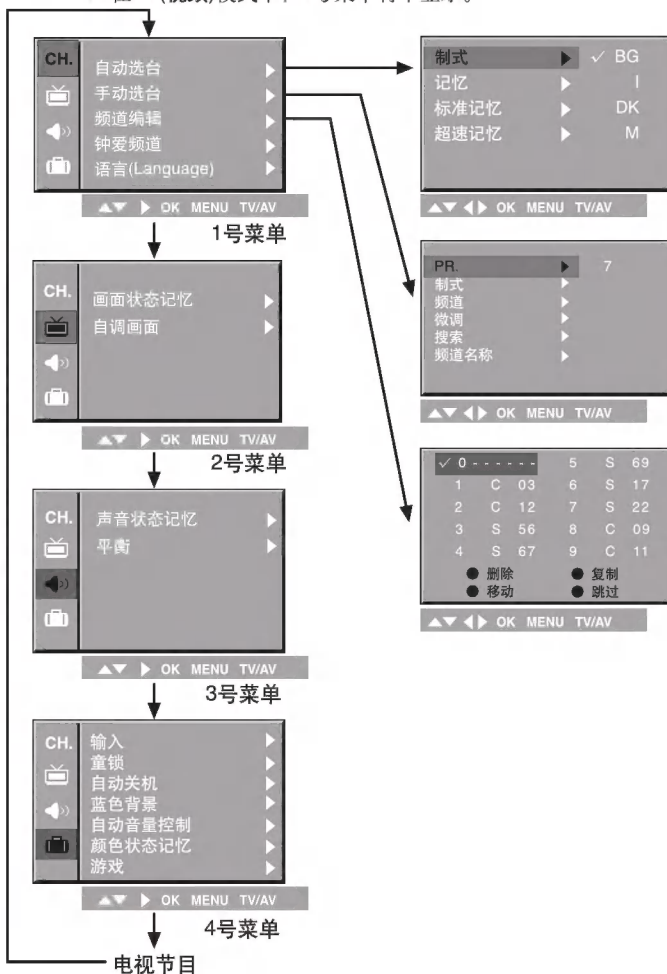 CH.
自动选台
手动选台
频道编辑
钟爱频道
语言(Language)
OK MENU TV/AV
1号菜单
CH.
画面状态记忆
自调画面
OK MENU TV/AV
2号菜单
CH.
声音状态记忆
平衡
OK MENU TV/AV
3号菜单
CH.
输入
童锁
自动关机
蓝色背景
自动音量控制
颜色状态记忆
游戏
OK MENU TV/AV
4号菜单
电视节目
制式 ✓ BG
记忆 I
标准记忆 DK
超速记忆 M
OK MENU TV/AV
PR. 7
制式
频道
微调
搜索
频道名称
OK MENU TV/AV
✓ 0 - - - - - - 5 S 69
1 C 03 6 S 17
2 C 12 7 S 22
3 S 56 8 C 09
4 S 67 9 C 11
删除 复制
移动 跳过
OK MENU TV/AV